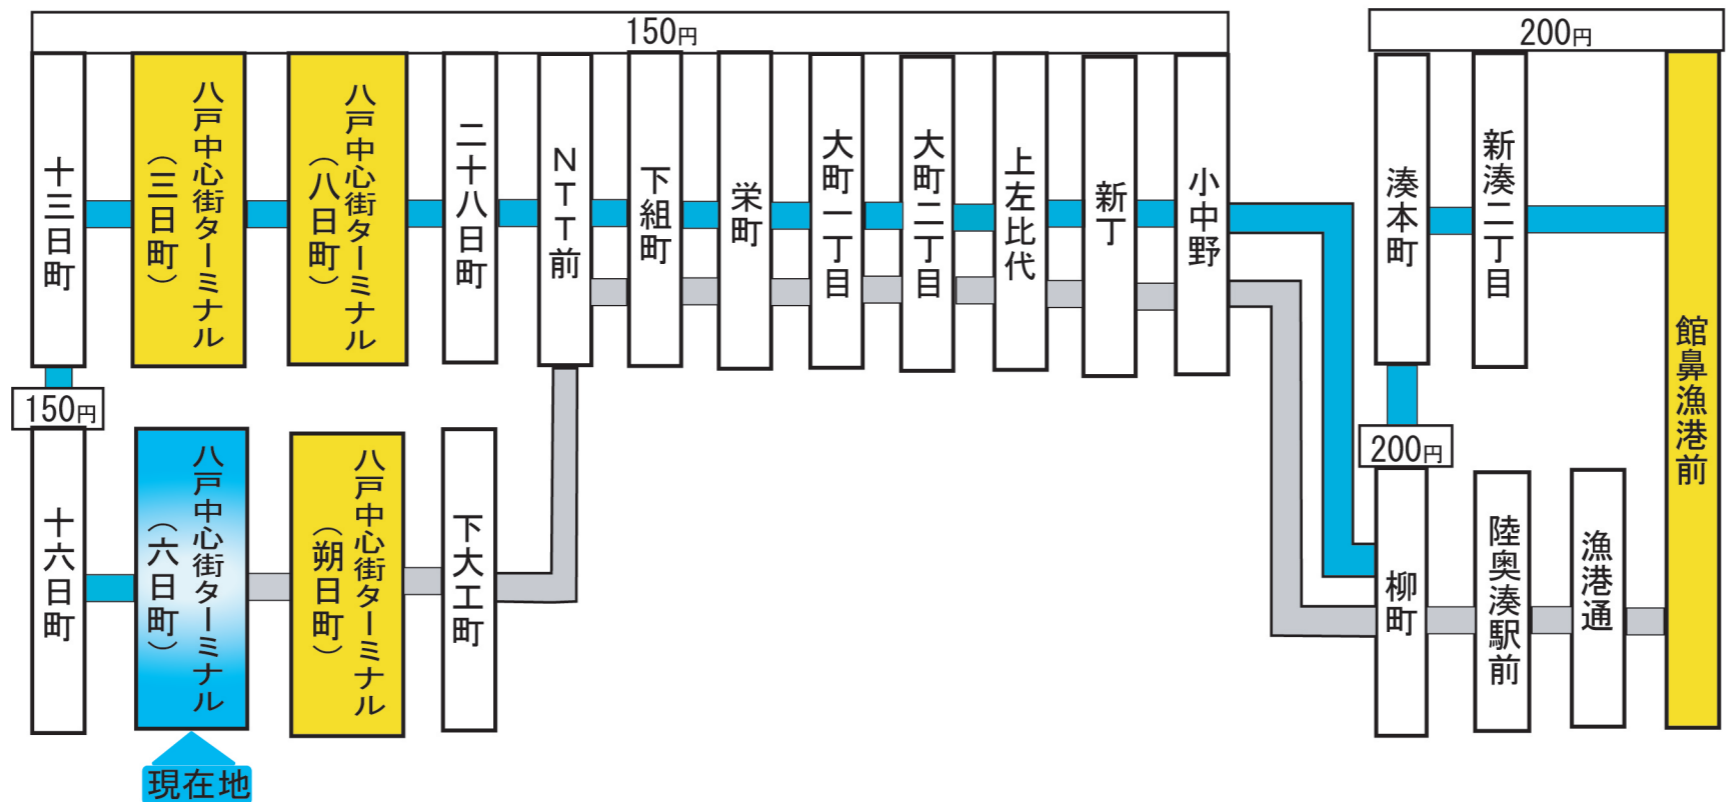 150円
200円
十三日町
八戸中心街ターミナル
(三日町)
八戸中心街ターミナル
(八日町)
二十八日町
NTT前
下組町
栄町
大町一丁目
大町二丁目
上左比代
新丁
小中野
湊本町
新湊二丁目
館鼻漁港前
150円
200円
十六日町
八戸中心街ターミナル
(六日町)
八戸中心街ターミナル
(朔日町)
下大工町
柳町
陸奥湊駅前
漁港通
現在地